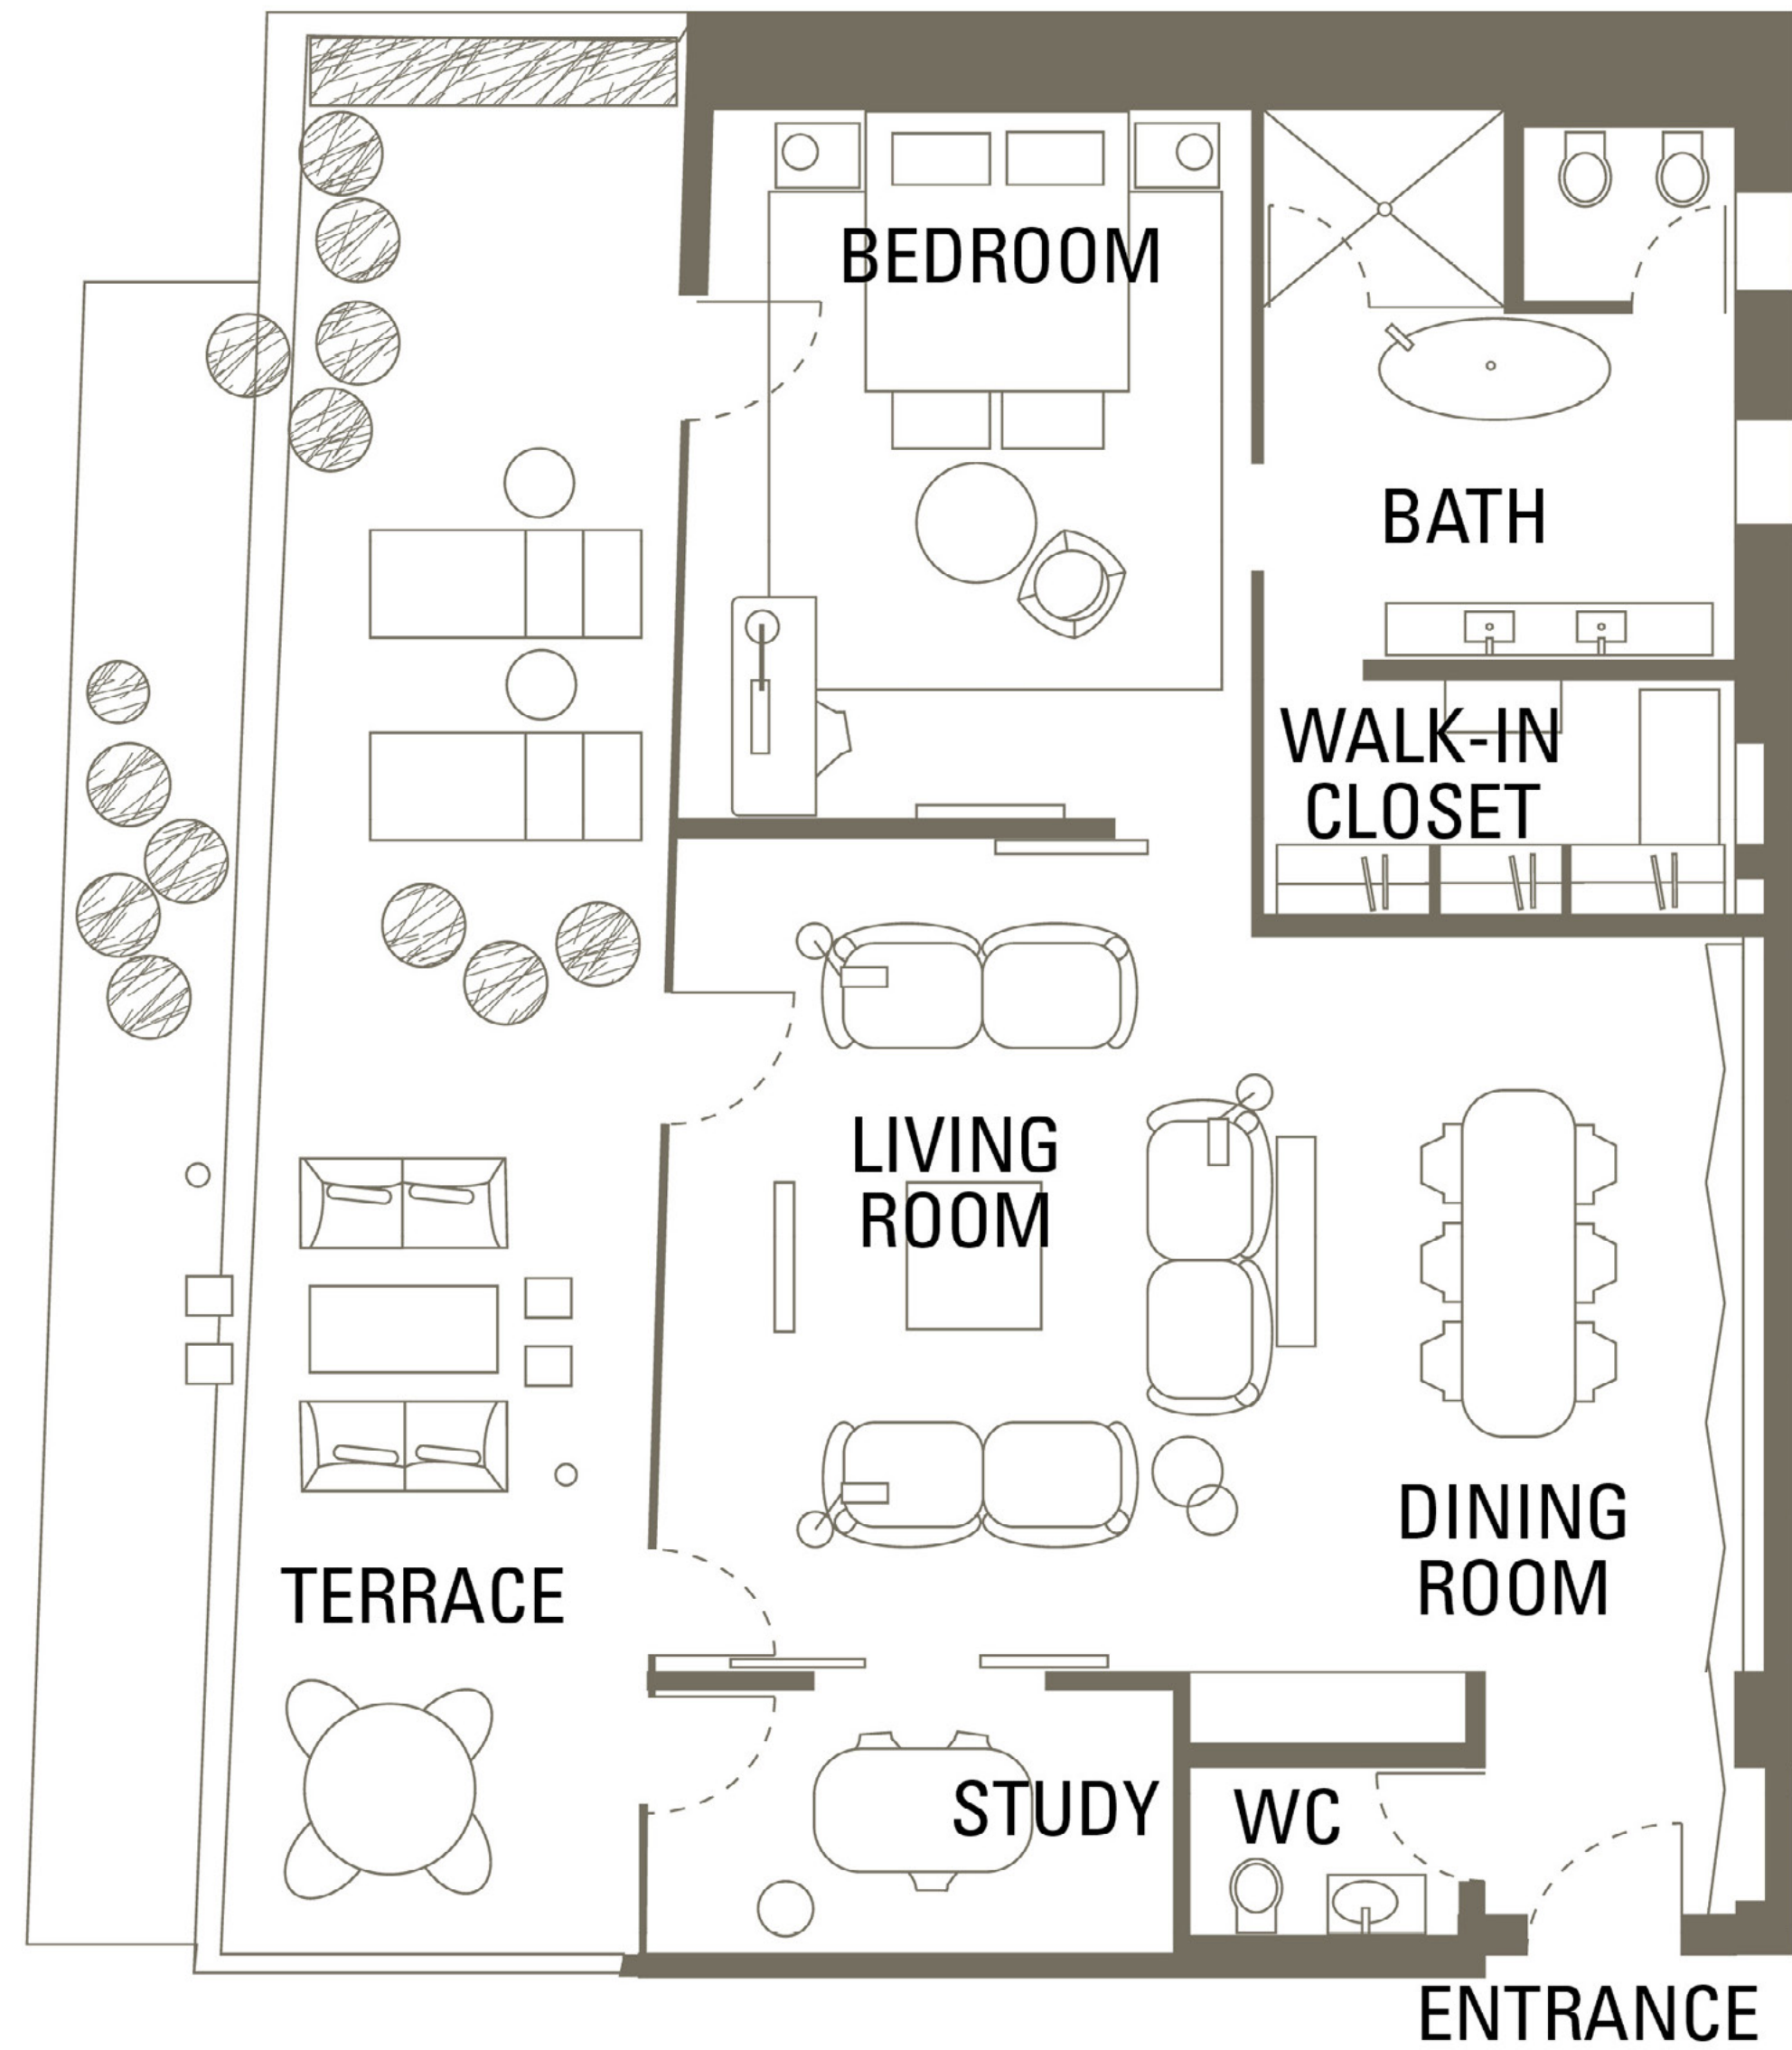 BEDROOM
BATH
WALK-IN
CLOSET
LIVING
ROOM
DINING
ROOM
TERRACE
STUDY
WC
ENTRANCE